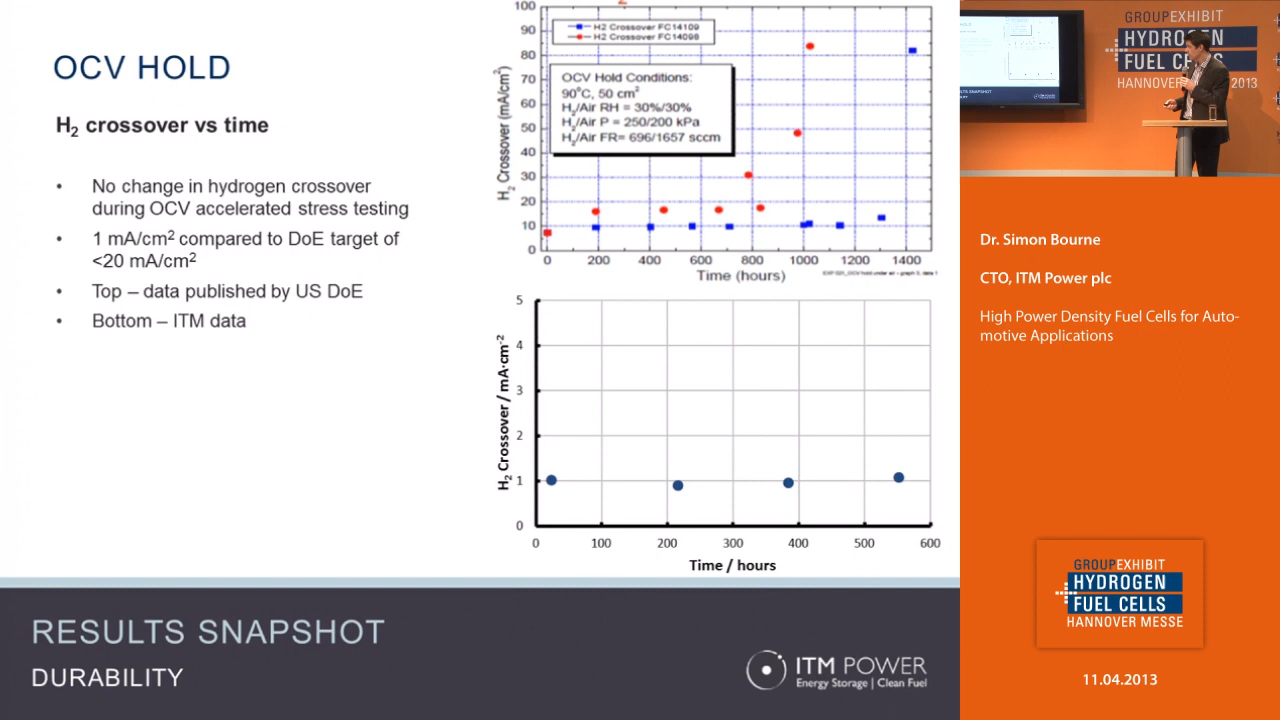 OCV HOLD
H2 crossover vs time
• No change in hydrogen crossover
during OCV accelerated stress testing
• 1 mA/cm2 compared to DoE target of
<20 mA/cm2
• Top – data published by US DoE
• Bottom – ITM data
100
90
80
70
60
50
40
30
20
10
0
H2 Crossover (mA/cm2)
H2 Crossover FC14109
H2 Crossover FC14098
OCV Hold Conditions:
90°C, 50 cm2
H2/Air RH = 30%/30%
H2/Air P = 250/200 kPa
H2/Air FR= 696/1657 sccm
0 200 400 600 800 1000 1200 1400
Time (hours)
5
4
3
2
1
0
H2 Crossover / mA·cm-2
0 100 200 300 400 500 600
Time / hours
RESULTS SNAPSHOT
DURABILITY
ITM POWER
Energy Storage | Clean Fuel
GROUPEXHIBIT
HYDROGEN
FUEL CELLS
HANNOVER 2013
Dr. Simon Bourne
CTO, ITM Power plc
High Power Density Fuel Cells for Auto-
motive Applications
GROUPEXHIBIT
HYDROGEN
FUEL CELLS
HANNOVER MESSE
11.04.2013